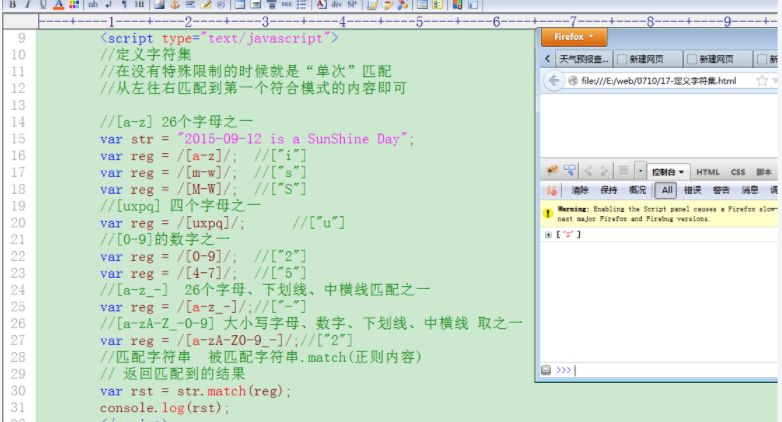 B I U A nb ¶ HI PRE A div SP
----+----1----+----2----+----3----+----4----+----5----+----6----+----7----+----8----+----9----+
9 <script type="text/javascript">
10 //定义字符集
11 //在没有特殊限制的时候就是“单次”匹配
12 //从左往右匹配到第一个符合模式的内容即可
13
14 //[a-z] 26个字母之一
15 var str = "2015-09-12 is a SunShine Day";
16 var reg = /[a-z]/; //["i"]
17 var reg = /[m-w]/; //["s"]
18 var reg = /[M-W]/; //["S"]
19 //[uxpq] 四个字母之一
20 var reg = /[uxpq]/; //["u"]
21 //[0-9]的数字之一
22 var reg = /[0-9]/; //["2"]
23 var reg = /[4-7]/; //["5"]
24 //[a-z_-] 26个字母、下划线、中横线匹配之一
25 var reg = /[a-z_-]/;//["-"]
26 //[a-zA-Z_-0-9] 大小写字母、数字、下划线、中横线 取之一
27 var reg = /[a-zA-Z0-9_-]/;//["2"]
28 //匹配字符串 被匹配字符串.match(正则内容)
29 // 返回匹配到的结果
30 var rst = str.match(reg);
31 console.log(rst);
Firefox
天气预报查... 新建网页 新建网页 新
file:///E:/web/0710/17-定义字符集.html
控制台 HTML CSS 脚本
清除 保持 概况 All 错误 警告 消息
Warning: Enabling the Script panel causes a Firefox slow-
next major Firefox and Firebug versions.
["2"]
>>>